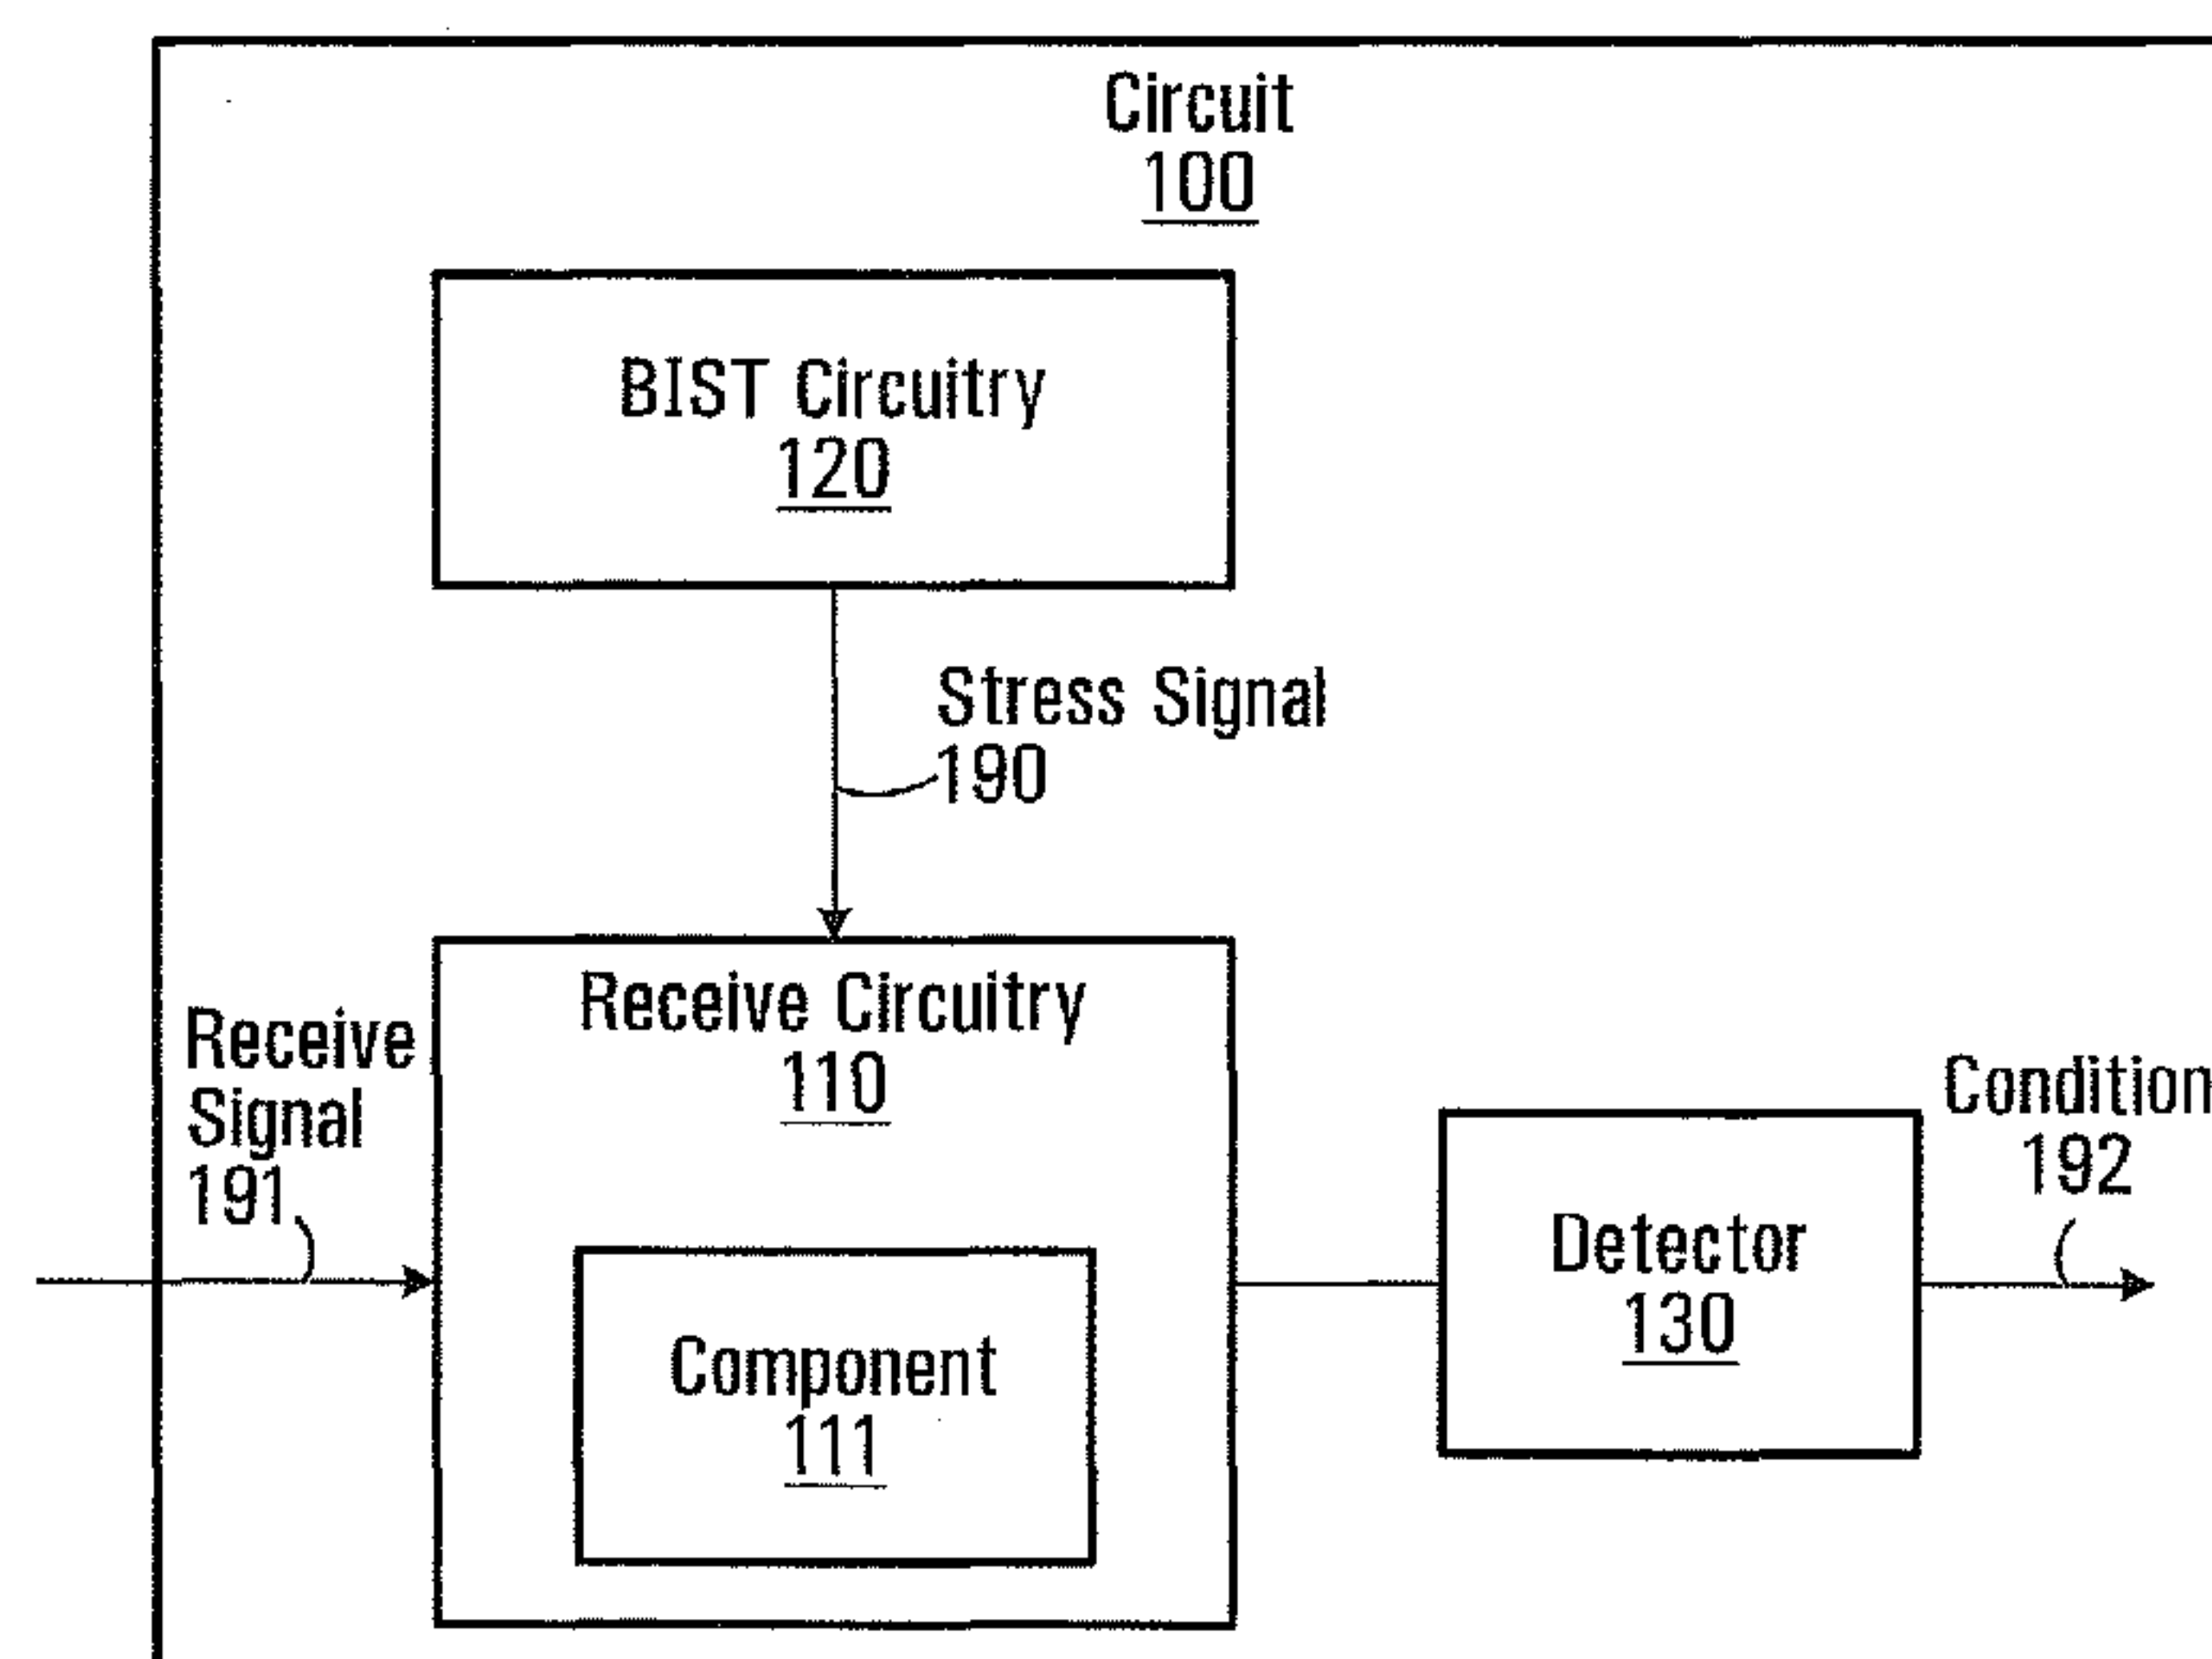 Circuit
100
BIST Circuitry
120
Stress Signal
190
Receive Circuitry
110
Receive
Signal
191
Component
111
Detector
130
Condition
192